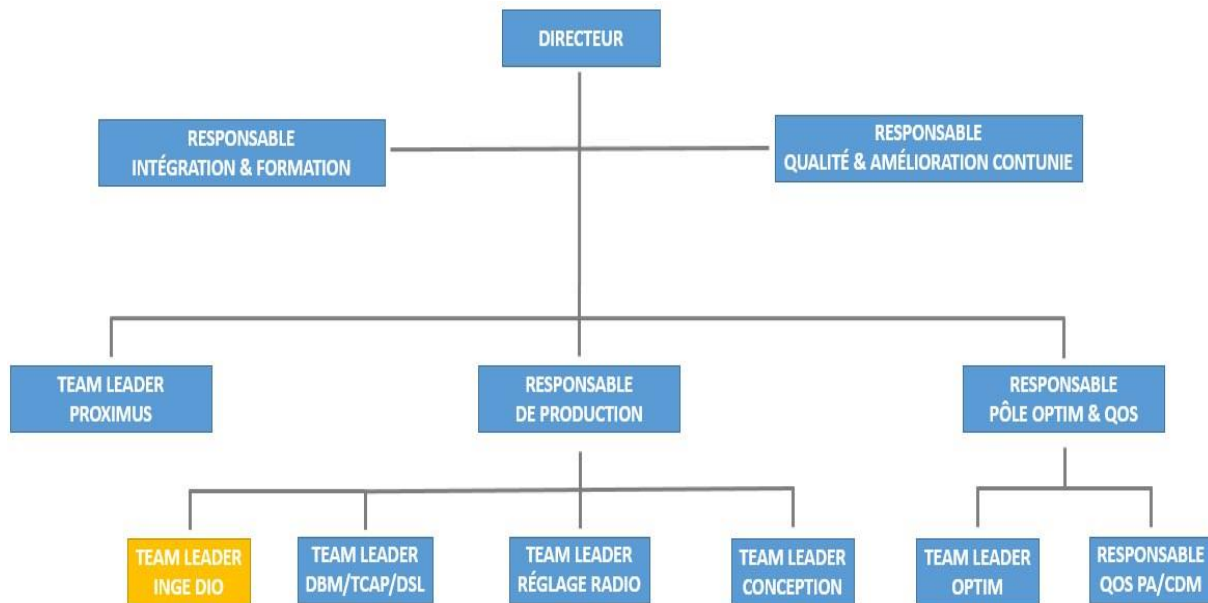 DIRECTEUR
RESPONSABLE
INTÉGRATION & FORMATION
RESPONSABLE
QUALITÉ & AMÉLIORATION CONTUNIE
TEAM LEADER
PROXIMUS
RESPONSABLE
DE PRODUCTION
RESPONSABLE
PÔLE OPTIM & QOS
TEAM LEADER
INGE DIO
TEAM LEADER
DBM/TCAP/DSL
TEAM LEADER
RÉGLAGE RADIO
TEAM LEADER
CONCEPTION
TEAM LEADER
OPTIM
RESPONSABLE
QOS PA/CDM